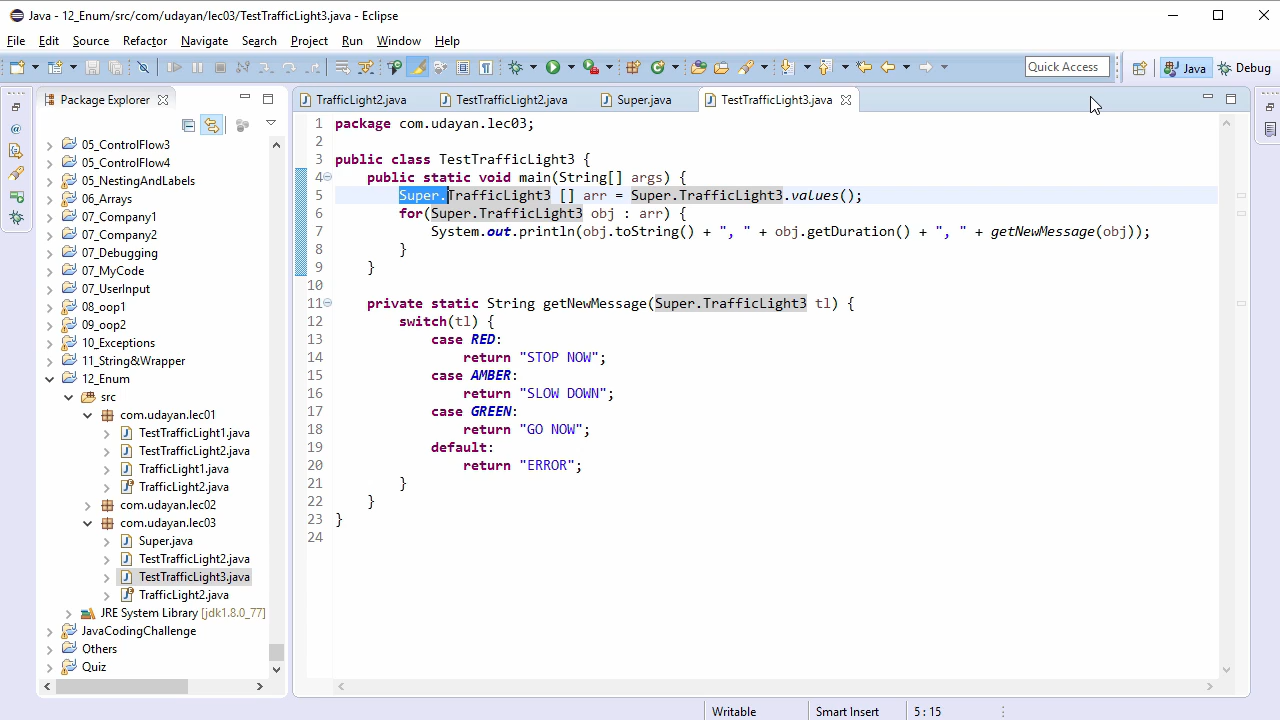 Java - 12_Enum/src/com/udayan/lec03/TestTrafficLight3.java - Eclipse
File Edit Source Refactor Navigate Search Project Run Window Help
Quick Access Java Debug
Package Explorer
TrafficLight2.java TestTrafficLight2.java Super.java TestTrafficLight3.java
05_ControlFlow3
05_ControlFlow4
05_NestingAndLabels
06_Arrays
07_Company1
07_Company2
07_Debugging
07_MyCode
07_UserInput
08_oop1
09_oop2
10_Exceptions
11_String&Wrapper
12_Enum
src
com.udayan.lec01
TestTrafficLight1.java
TestTrafficLight2.java
TrafficLight1.java
TrafficLight2.java
com.udayan.lec02
com.udayan.lec03
Super.java
TestTrafficLight2.java
TestTrafficLight3.java
TrafficLight2.java
JRE System Library [jdk1.8.0_77]
JavaCodingChallenge
Others
Quiz
1 package com.udayan.lec03;
2
3 public class TestTrafficLight3 {
4 public static void main(String[] args) {
5 Super.TrafficLight3 [] arr = Super.TrafficLight3.values();
6 for(Super.TrafficLight3 obj : arr) {
7 System.out.println(obj.toString() + ", " + obj.getDuration() + ", " + getNewMessage(obj));
8 }
9 }
10
11 private static String getNewMessage(Super.TrafficLight3 tl) {
12 switch(tl) {
13 case RED:
14 return "STOP NOW";
15 case AMBER:
16 return "SLOW DOWN";
17 case GREEN:
18 return "GO NOW";
19 default:
20 return "ERROR";
21 }
22 }
23 }
24
Writable Smart Insert 5 : 15